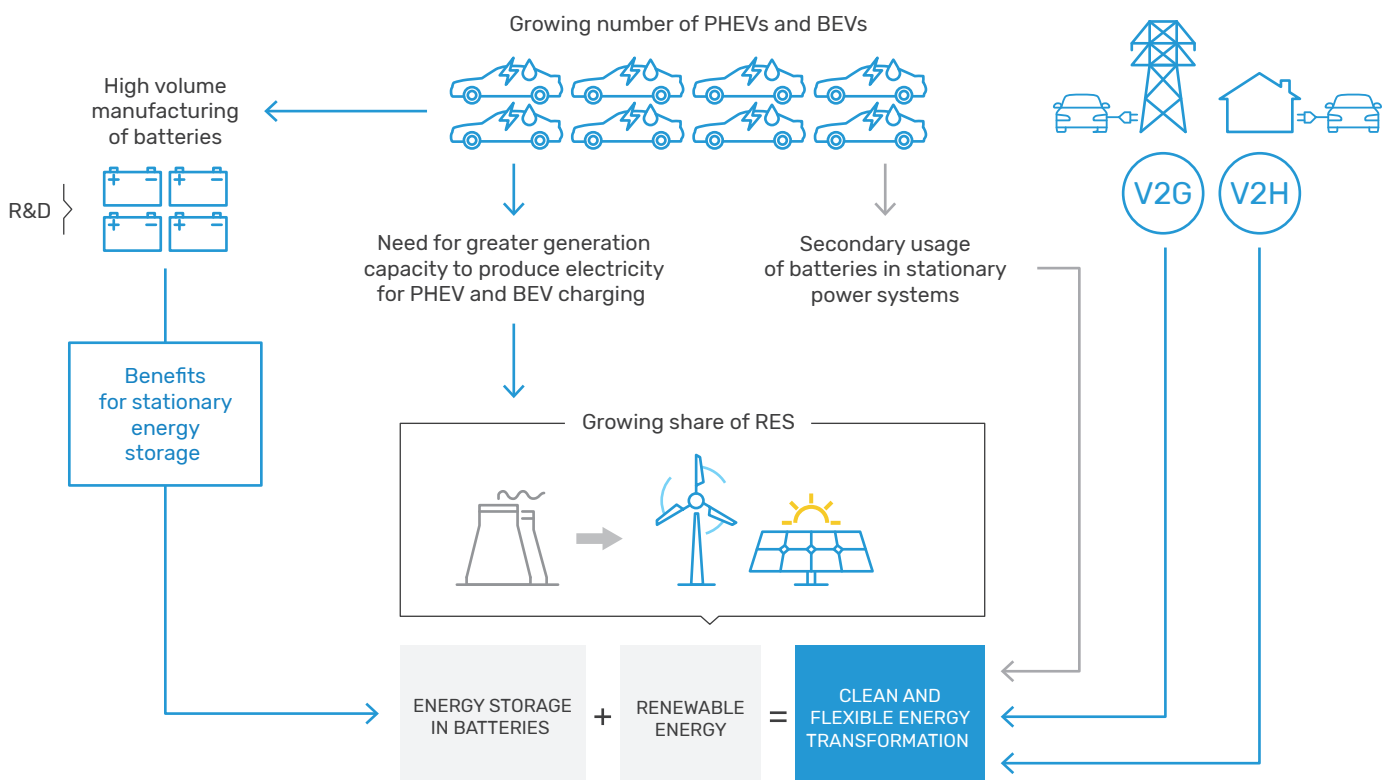 Growing number of PHEVs and BEVs
High volume
manufacturing
of batteries
R&D
+ - + -
+ - + -
V2G
V2H
Need for greater generation
capacity to produce electricity
for PHEV and BEV charging
Secondary usage
of batteries in stationary
power systems
Benefits
for stationary
energy
storage
Growing share of RES
ENERGY STORAGE
IN BATTERIES
+
RENEWABLE
ENERGY
=
CLEAN AND
FLEXIBLE ENERGY
TRANSFORMATION